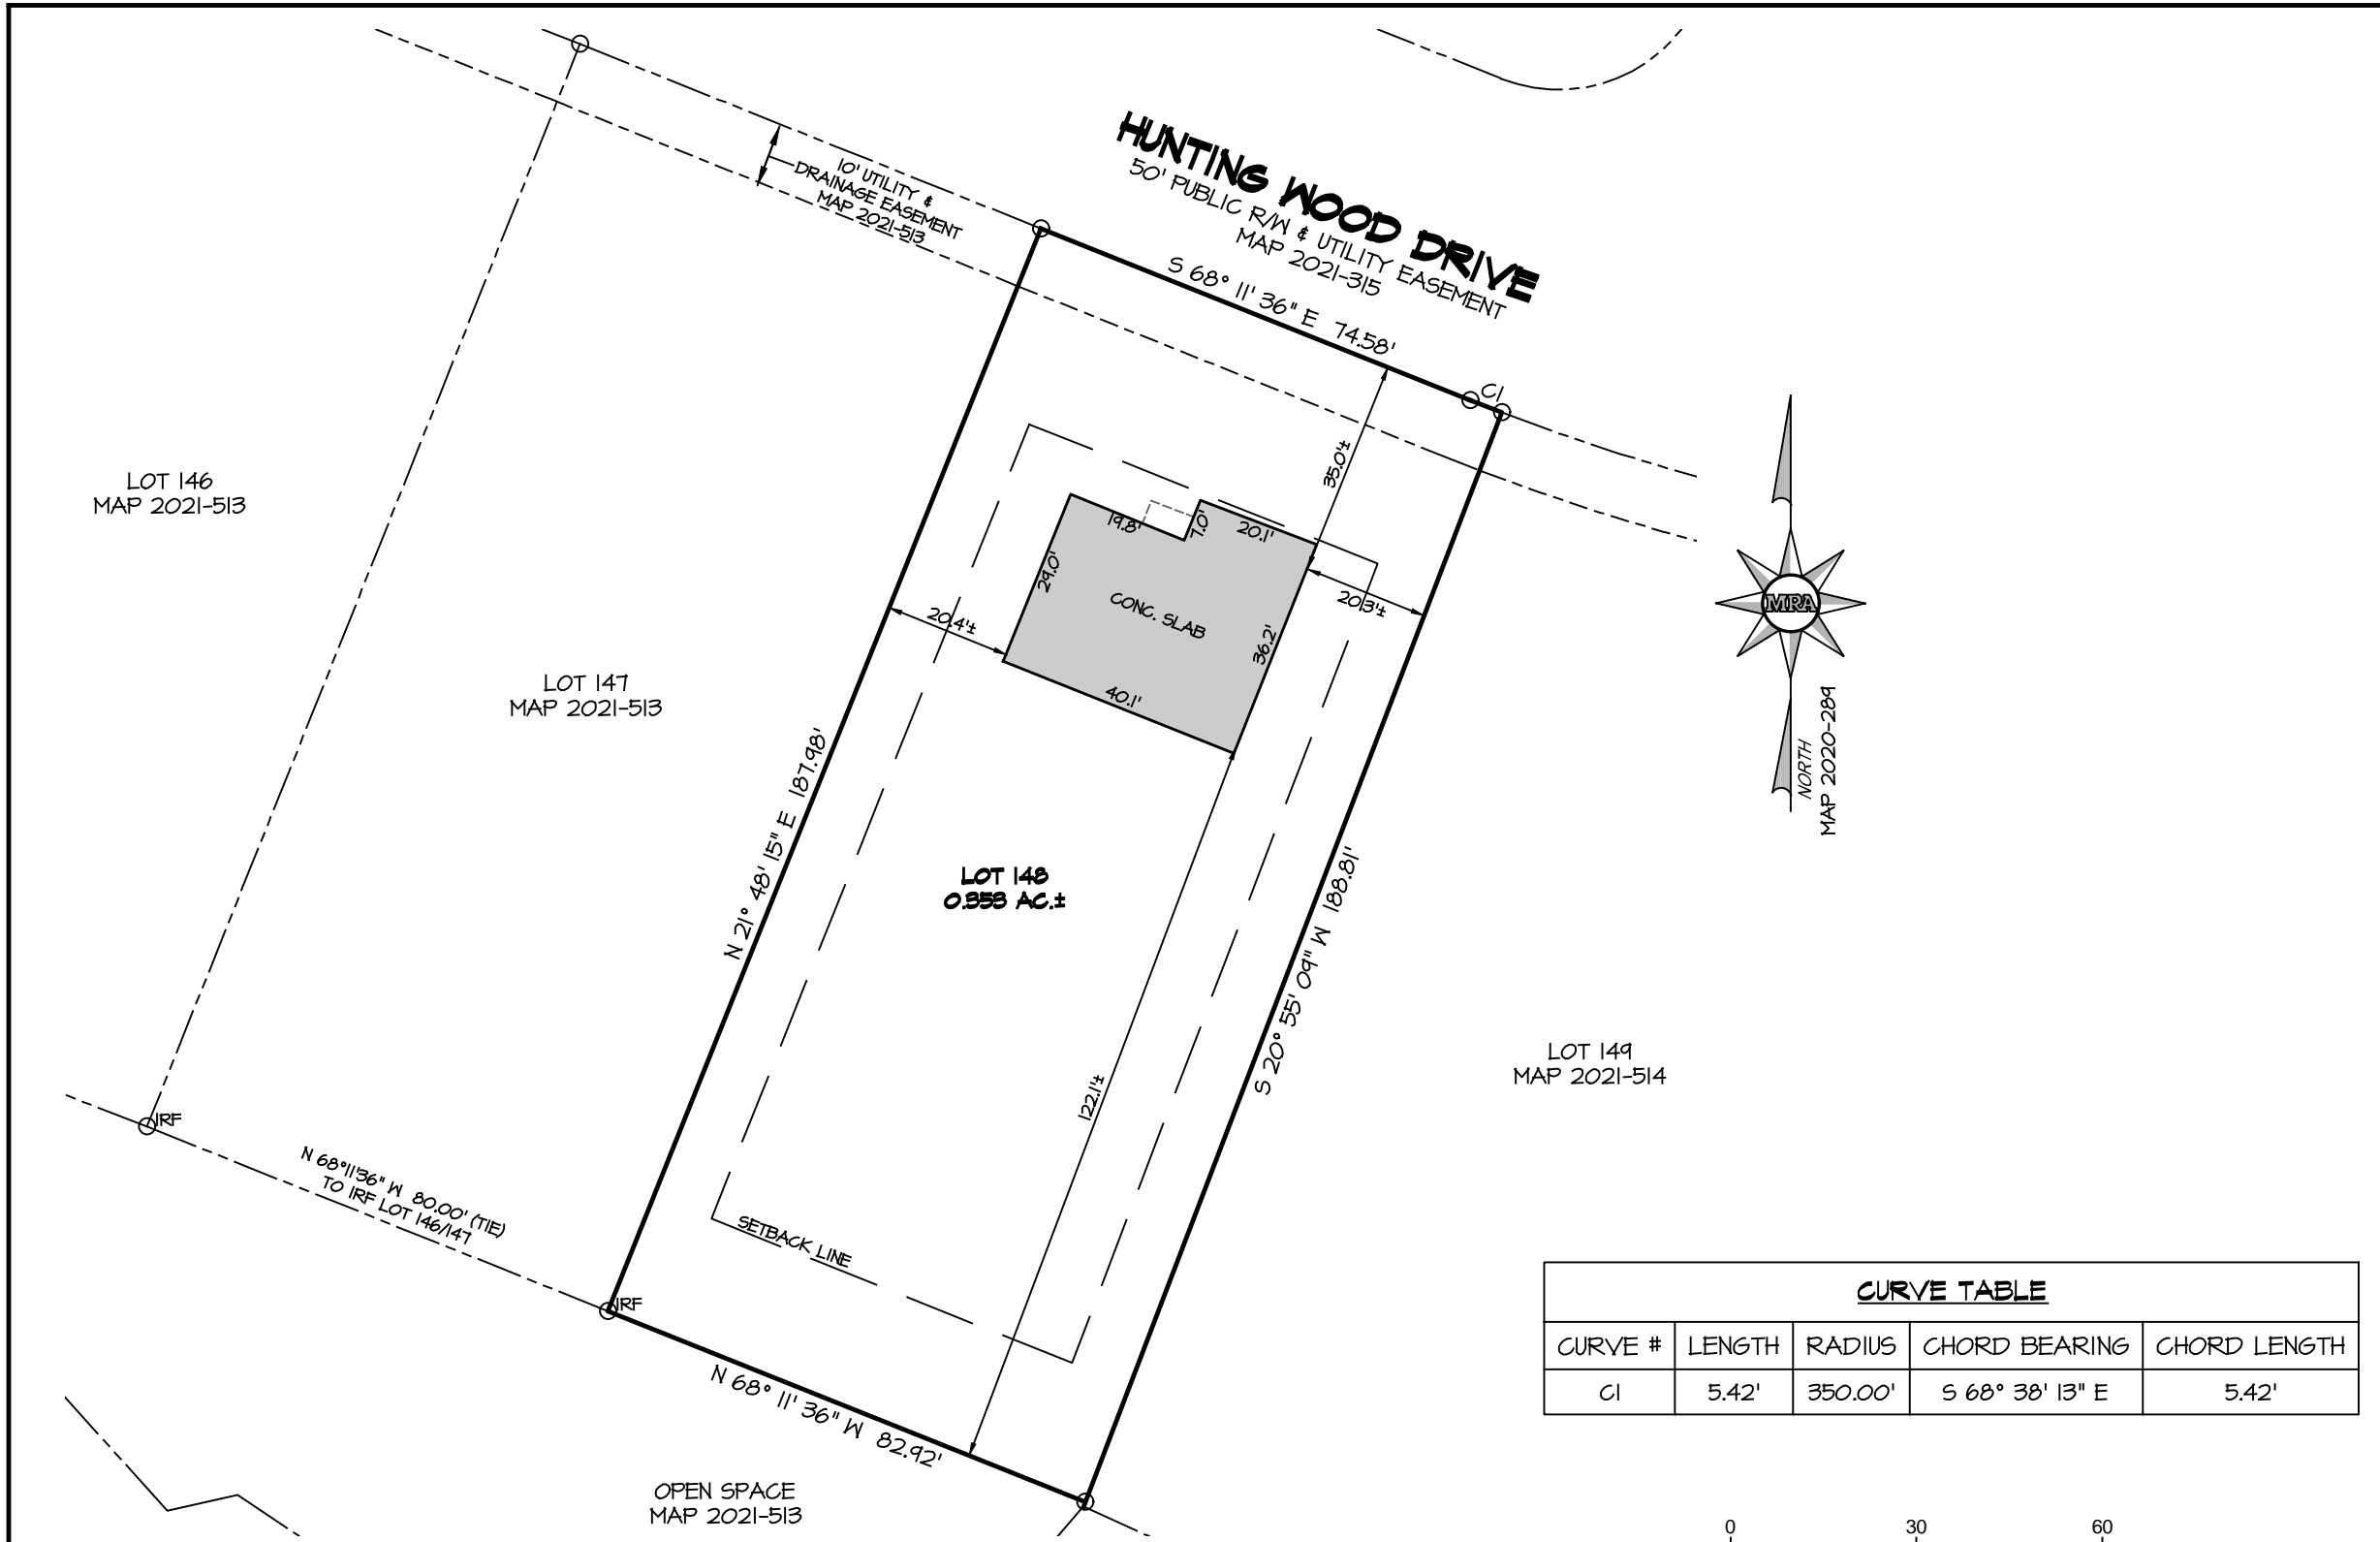 HUNTING WOOD DRIVE
50' PUBLIC R/W & UTILITY EASEMENT
MAP 2021-315
10' UTILITY &
DRAINAGE EASEMENT
MAP 2021-513
S 68° 11' 36" E 74.58'
C1
35.0'±
LOT 146
MAP 2021-513
19.8'
7.0'
20.1'
29.0'
CONC. SLAB
20.3'±
20.4'±
36.2'
40.1'
MRA
NORTH
MAP 2020-289
LOT 147
MAP 2021-513
N 21° 48' 15" E 187.98'
LOT 148
0.353 AC.±
S 20° 55' 09" W 188.81'
LOT 149
MAP 2021-514
122.1'±
IRF
N 68°11'36" W 80.00' (TIE)
TO IRF LOT 146/147
SETBACK LINE
IRF
N 68° 11' 36" W 82.92'
OPEN SPACE
MAP 2021-513
CURVE TABLE
CURVE # LENGTH RADIUS CHORD BEARING CHORD LENGTH
C1 5.42' 350.00' S 68° 38' 13" E 5.42'
0 30 60